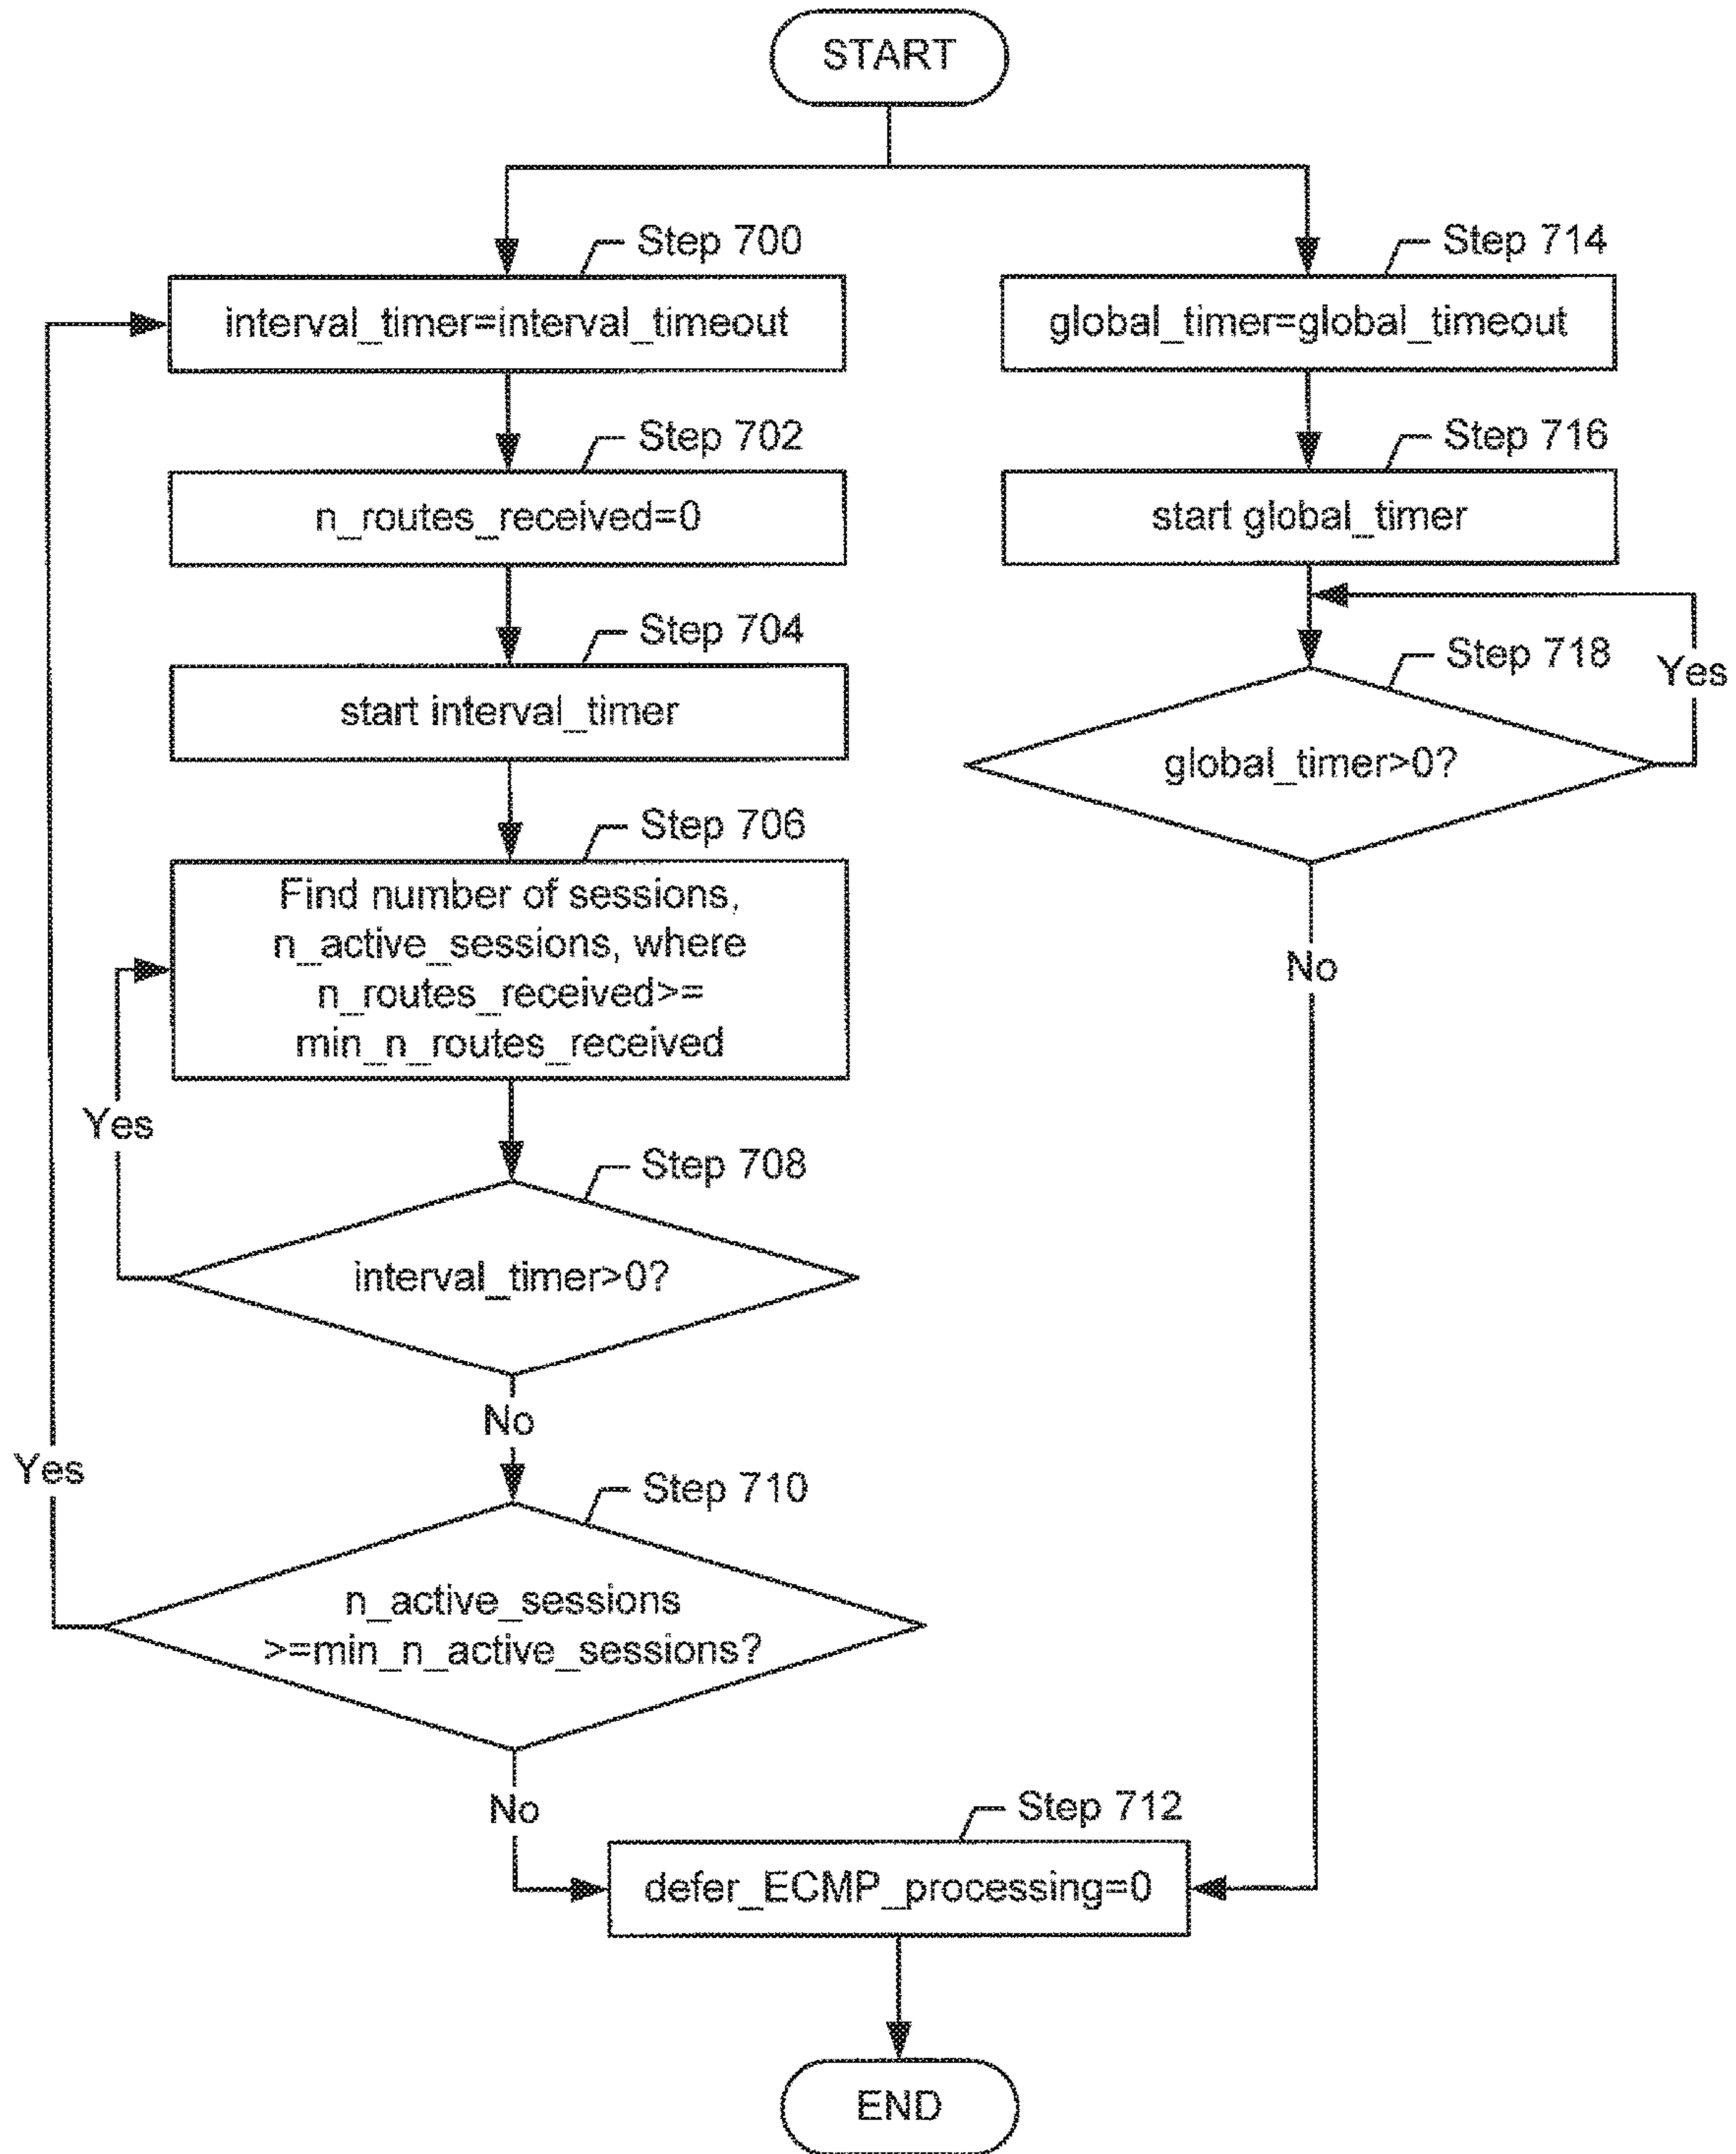 START
Step 700
interval_timer=interval_timeout
Step 702
n_routes_received=0
Step 704
start interval_timer
Step 706
Find number of sessions,
n_active_sessions, where
n_routes_received>=
min_n_routes_received
Yes
Step 708
interval_timer>0?
No
Yes
Step 710
n_active_sessions
>=min_n_active_sessions?
No
Step 714
global_timer=global_timeout
Step 716
start global_timer
Step 718
Yes
global_timer>0?
No
Step 712
defer_ECMP_processing=0
END